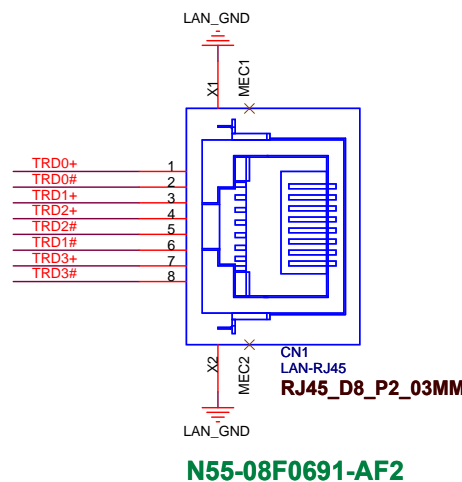 LAN_GND
X1
MEC1
TRD0+ 1
TRD0# 2
TRD1+ 3
TRD2+ 4
TRD2# 5
TRD1# 6
TRD3+ 7
TRD3# 8
X2
MEC2
CN1
LAN-RJ45
RJ45_D8_P2_03MM
LAN_GND
N55-08F0691-AF2